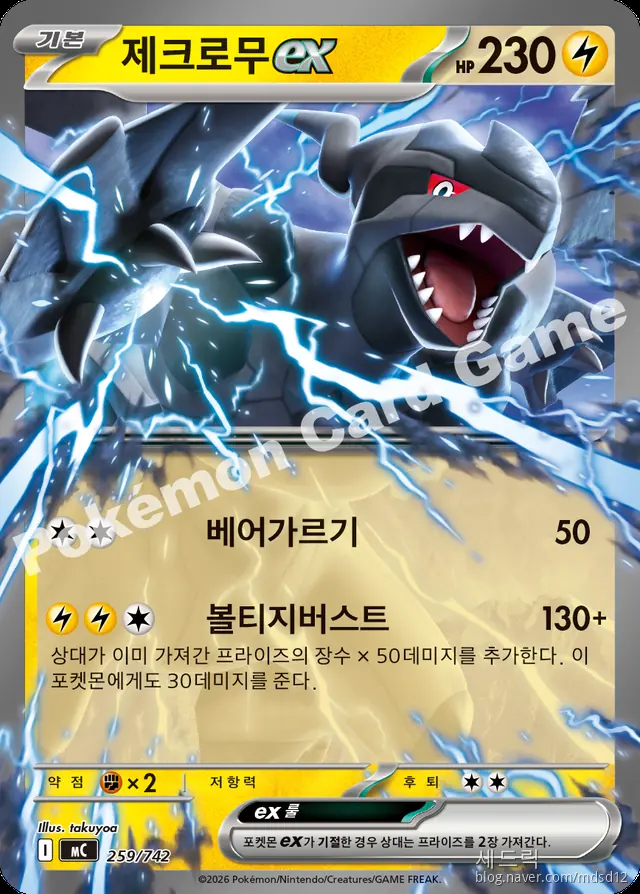 기본 제크로무ex HP 230
Pokémon Card Game
베어가르기 50
볼티지버스트 130+
상대가 이미 가져간 프라이즈의 장수 × 50데미지를 추가한다. 이
포켓몬에게도 30데미지를 준다.
약점 ×2 저항력 후퇴
ex 룰
포켓몬 ex가 기절한 경우 상대는 프라이즈를 2장 가져간다.
Illus. takuyoa
I MC 259/742
©2026 Pokémon/Nintendo/Creatures/GAME FREAK.
세드릭
blog.naver.com/mdsd12